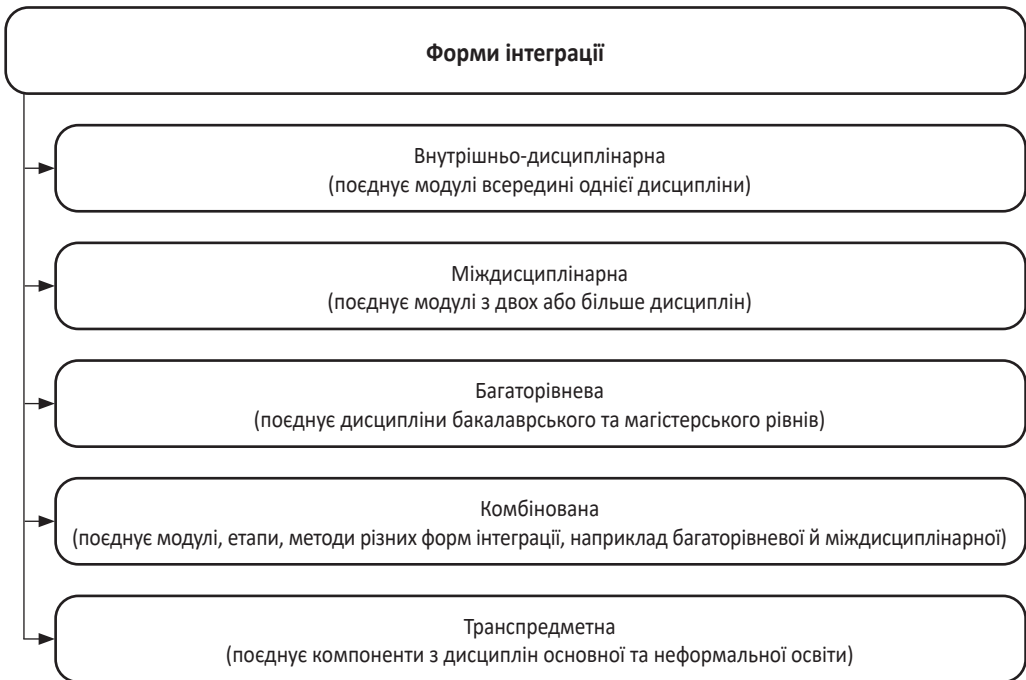 Форми інтеграції
Внутрішньо-дисциплінарна
(поєднує модулі всередині однієї дисципліни)
Міждисциплінарна
(поєднує модулі з двох або більше дисциплін)
Багаторівнева
(поєднує дисципліни бакалаврського та магістерського рівнів)
Комбінована
(поєднує модулі, етапи, методи різних форм інтеграції, наприклад багаторівневої й міждисциплінарної)
Транспредметна
(поєднує компоненти з дисциплін основної та неформальної освіти)